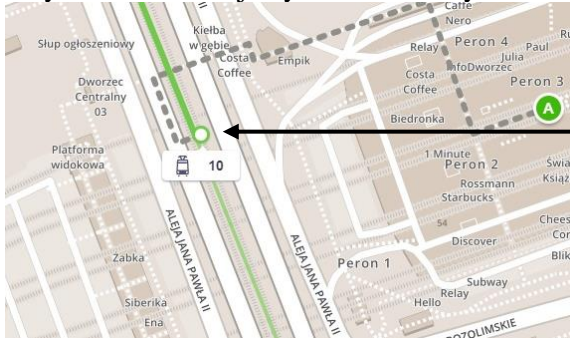 Caffe
Nero
Kiełba
w gębie
Słup ogłoszeniowy
Relay
Peron 4
Paul
Julia
Costa
Coffee
Empik
Costa
Coffee
nfoDworzec
Peron 3
Dworzec
Centralny
03
A
Biedronka
Platforma
widokowa
10
1 Minute
Peron 2
Rossmann
Starbucks
54
Discover
ALEJA JANA PAWŁA II
ALEJA JANA PAWŁA II
Żabka
Peron 1
Subway
Relay
Hello
Siberika
Ena